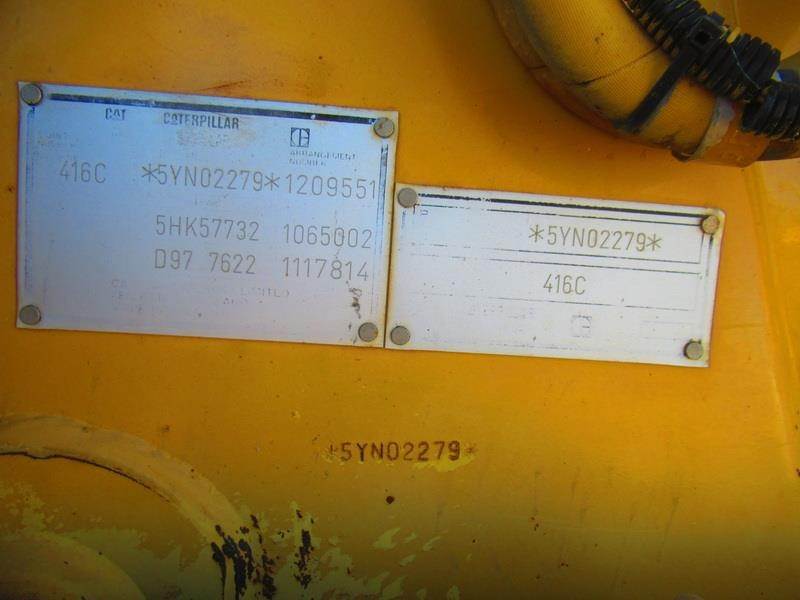 CAT CATERPILLAR
ARRANGEMENT
NUMBER
416C *5YN02279* 1209551
5HK57732 1065002
D97 7622 1117814
*5YN02279*
416C
*5YN02279*